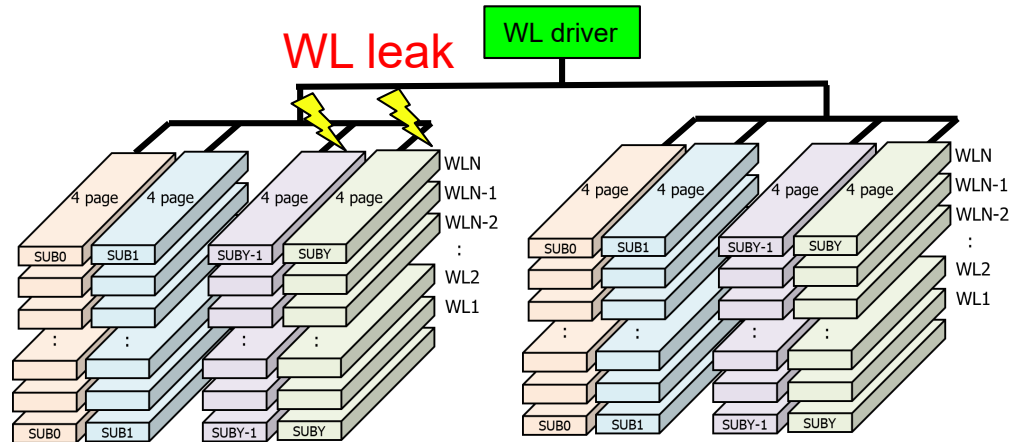 WL driver
WL leak
4 page 4 page 4 page 4 page
WLN
WLN-1
WLN-2
:
WL2
WL1
SUB0 SUB1 SUBY-1 SUBY
: : : :
SUB0 SUB1 SUBY-1 SUBY
4 page 4 page 4 page 4 page
WLN
WLN-1
WLN-2
:
WL2
WL1
SUB0 SUB1 SUBY-1 SUBY
: : : :
SUB0 SUB1 SUBY-1 SUBY